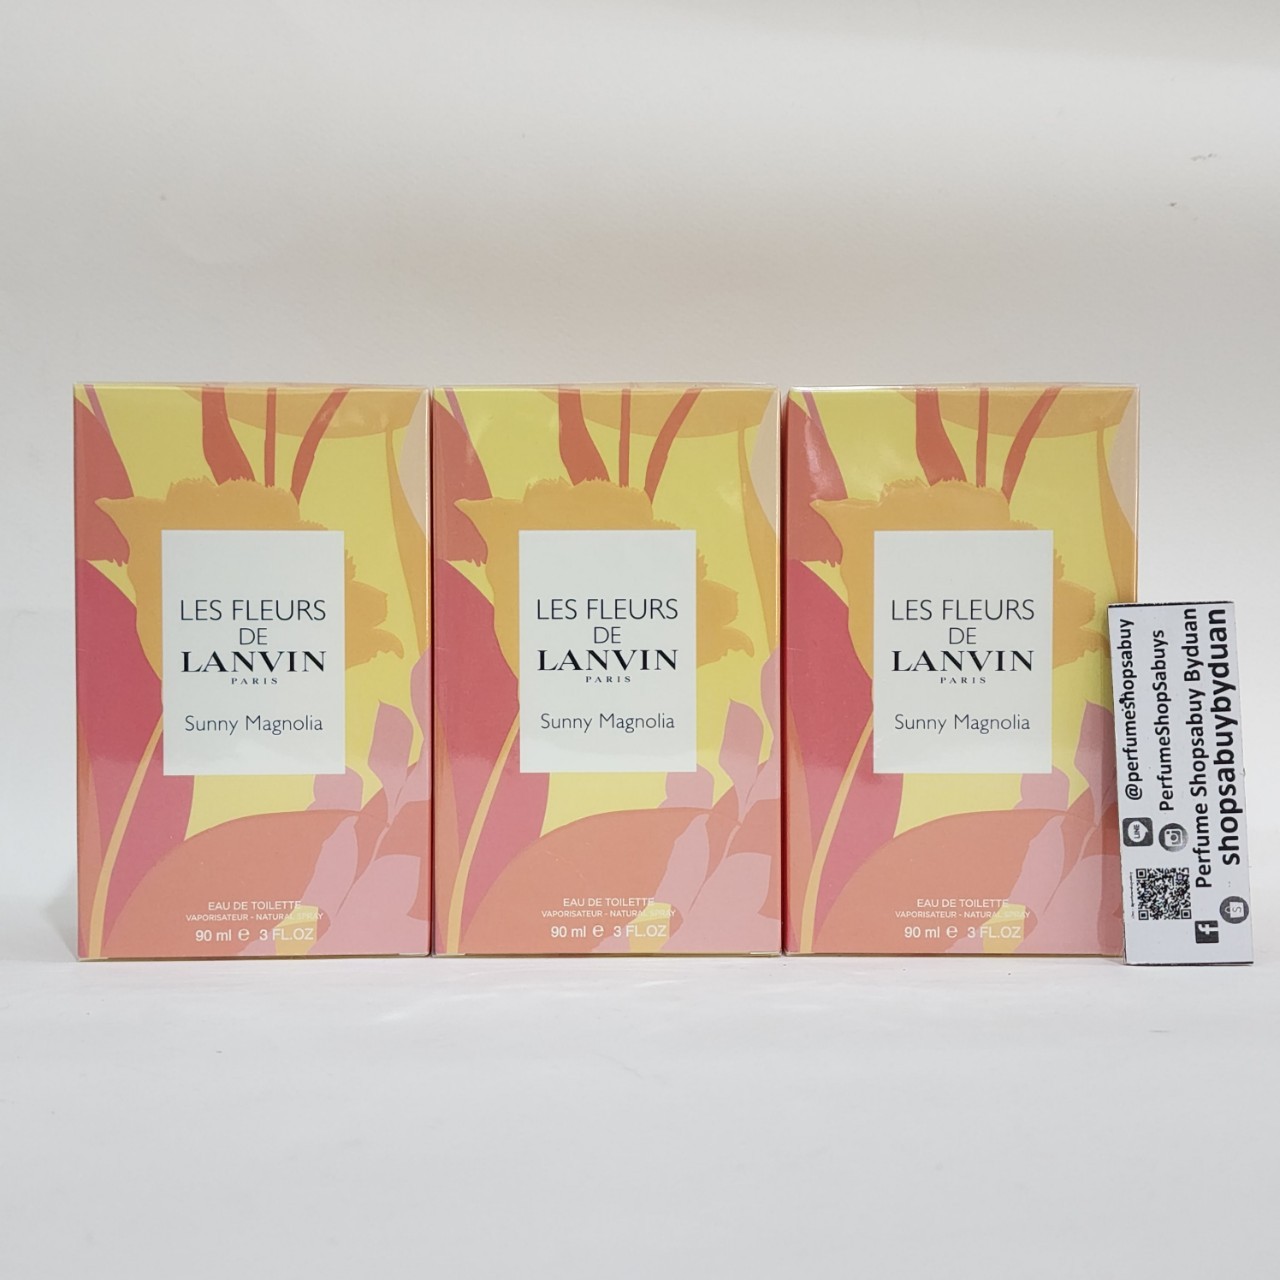 LES FLEURS
DE
LANVIN
PARIS
Sunny Magnolia
EAU DE TOILETTE
VAPORISATEUR - NATURAL SPRAY
90 ml e 3 FL.OZ
LES FLEURS
DE
LANVIN
PARIS
Sunny Magnolia
EAU DE TOILETTE
VAPORISATEUR - NATURAL SPRAY
90 ml e 3 FL.OZ
LES FLEURS
DE
LANVIN
PARIS
Sunny Magnolia
EAU DE TOILETTE
VAPORISATEUR - NATURAL SPRAY
90 ml e 3 FL.OZ
LINE @perfumeshopsabuy
PerfumeShopSabuys
Perfume Shopsabuy Byduan
shopsabuybyduan